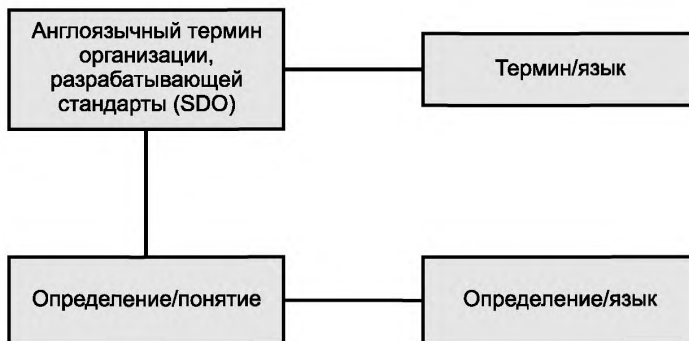 Англоязычный термин
организации,
разрабатывающей
стандарты (SDO)
Термин/язык
Определение/понятие
Определение/язык